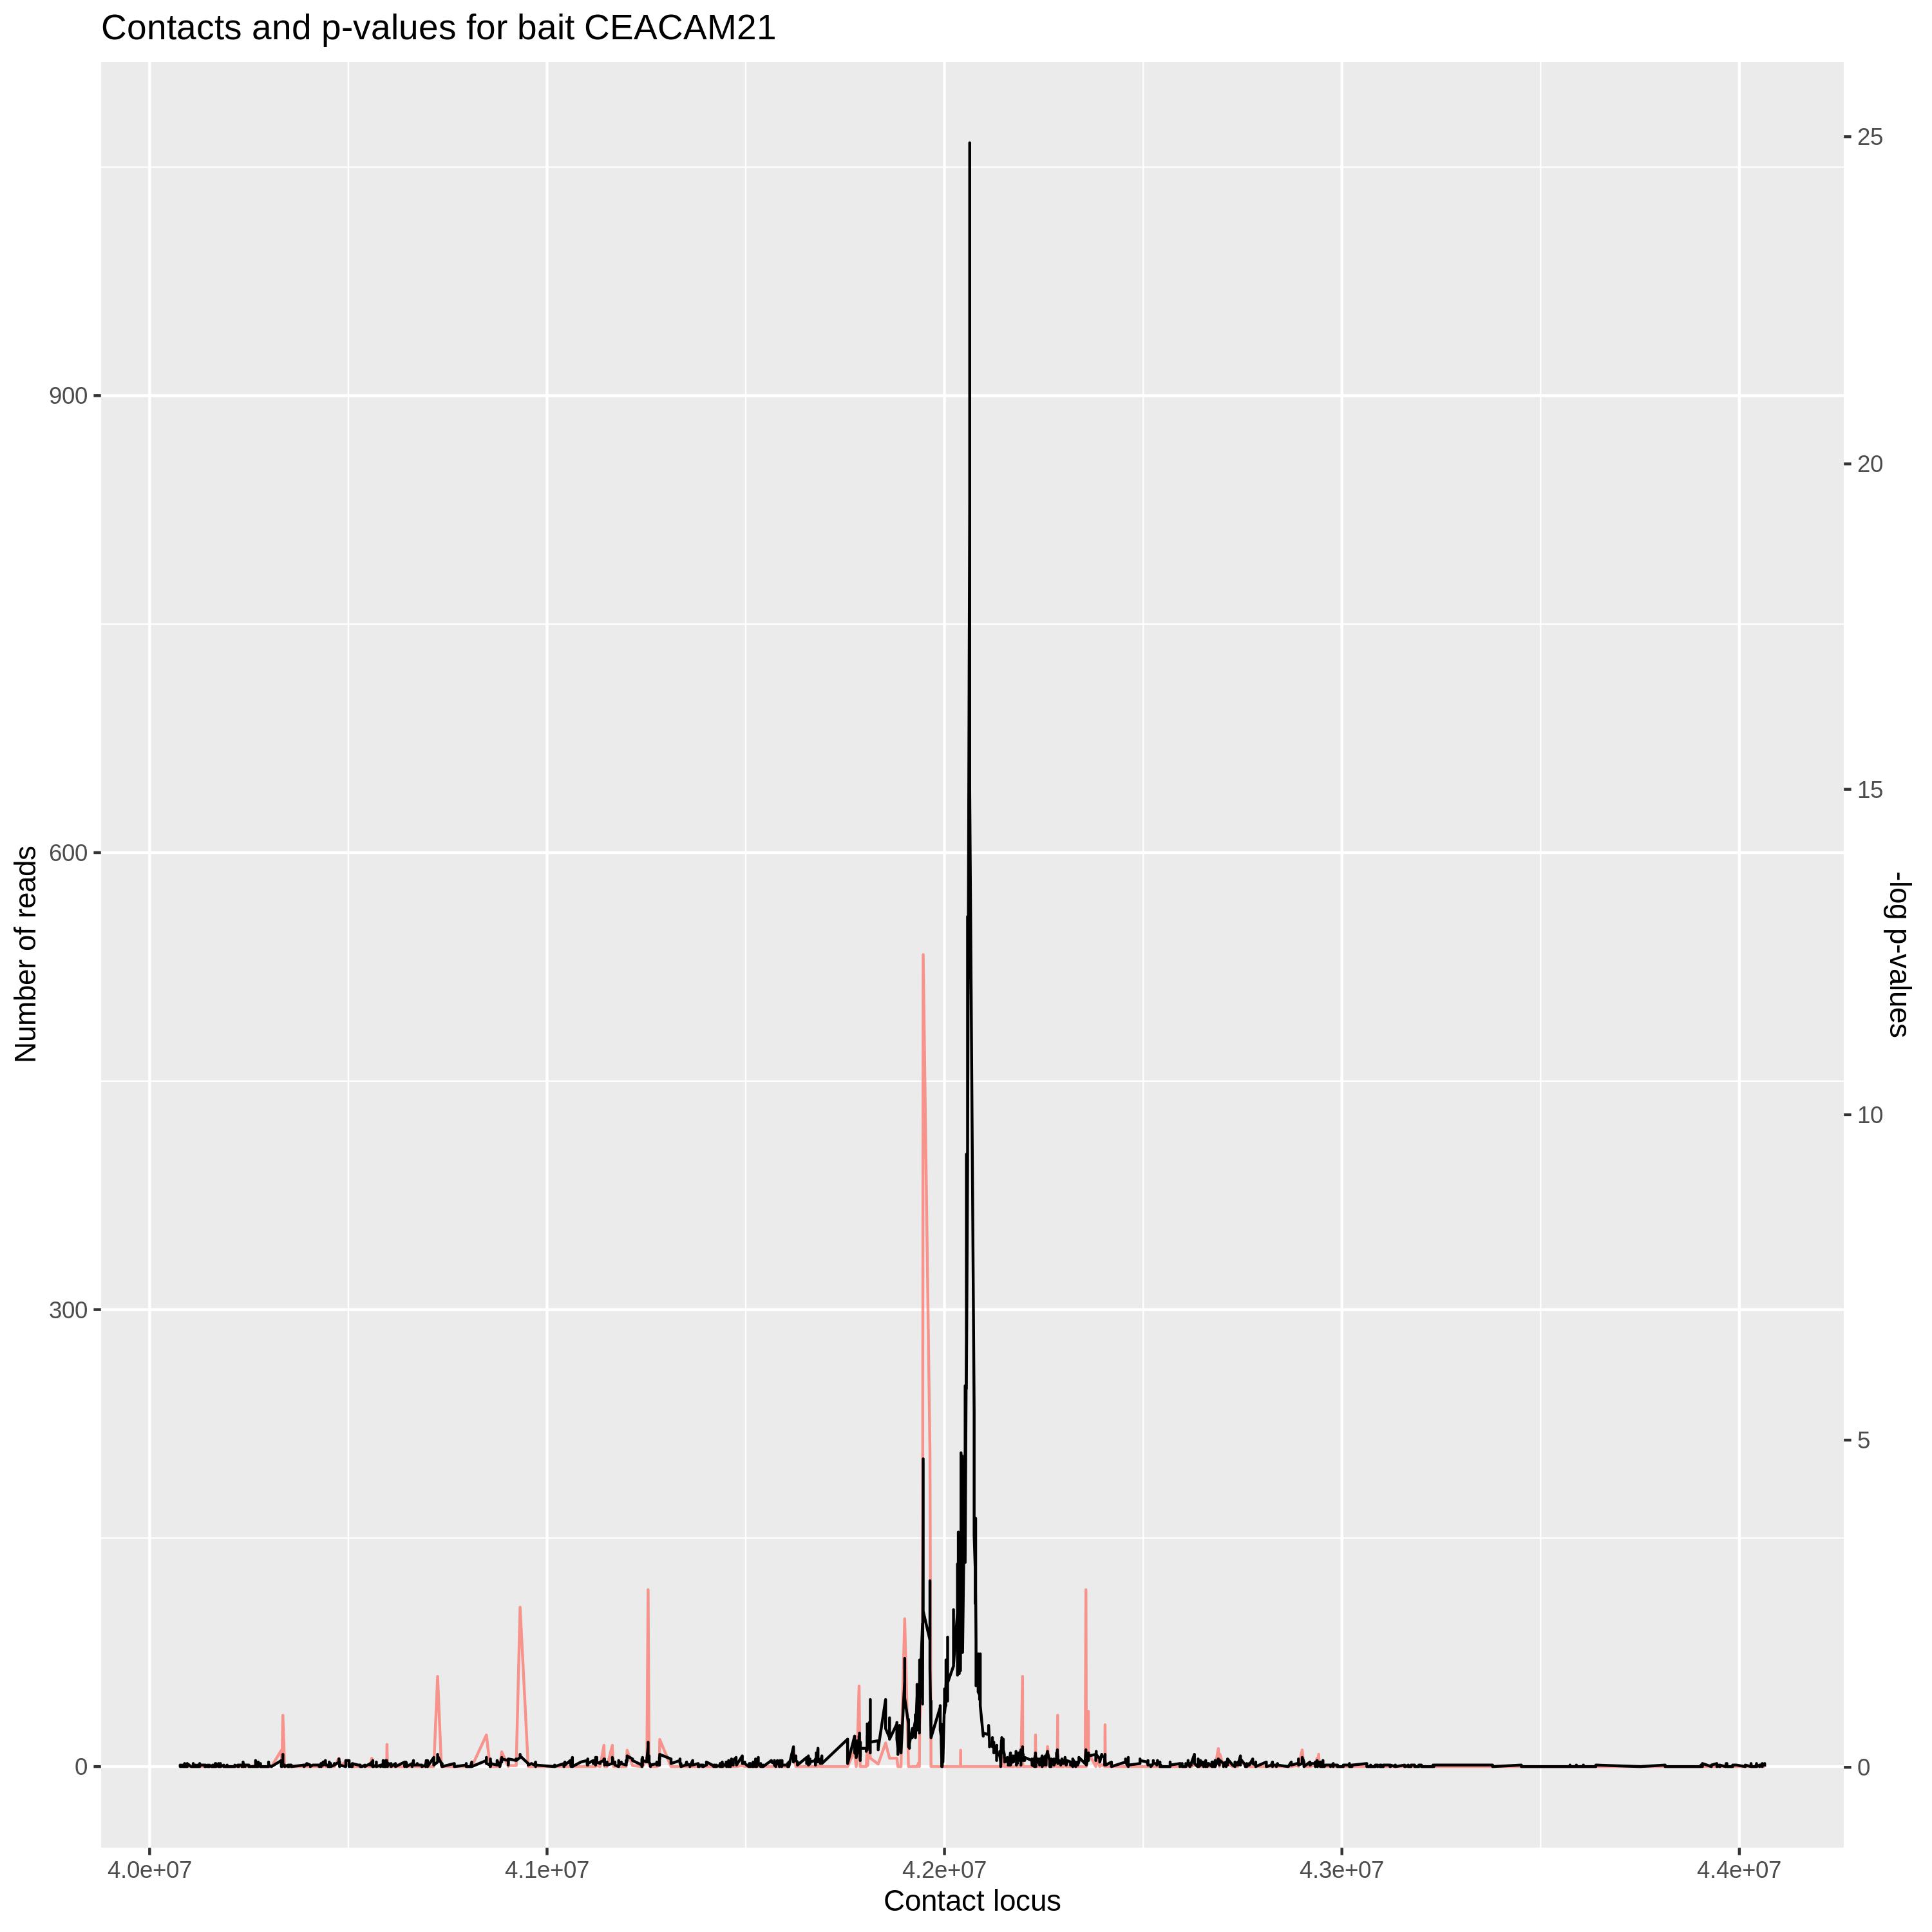 Contacts and p-values for bait CEACAM21
25
900
20
15
600
Number of reads
-log p-values
10
300
5
0
0
4.0e+07 4.1e+07 4.2e+07 4.3e+07 4.4e+07
Contact locus